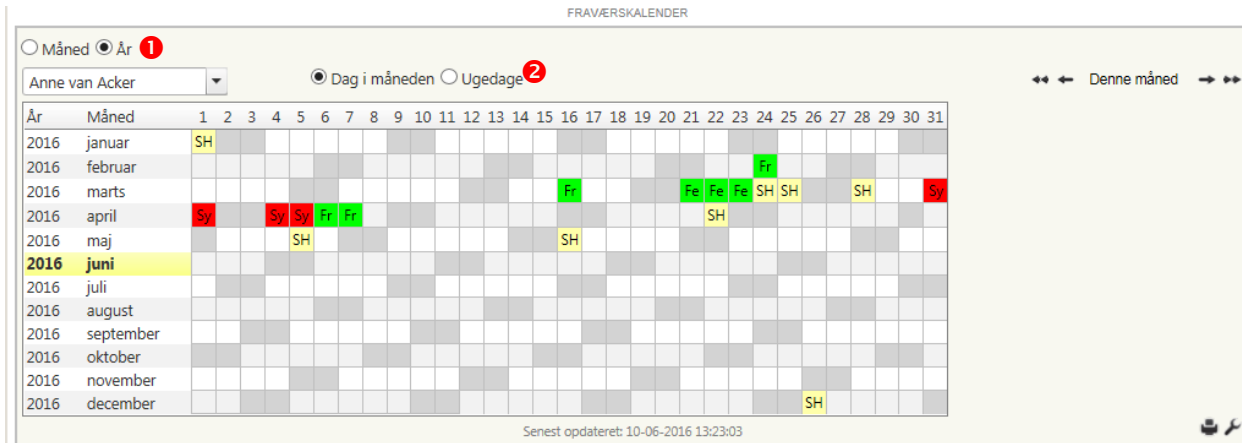 FRAVÆRSKALENDER
Måned År 1
Anne van Acker Dag i måneden Ugedage 2 Denne måned
År Måned 1 2 3 4 5 6 7 8 9 10 11 12 13 14 15 16 17 18 19 20 21 22 23 24 25 26 27 28 29 30 31
2016 januar SH
2016 februar Fr
2016 marts Fr Fe Fe Fe SH SH SH Sy
2016 april Sy Sy Sy Fr Fr SH
2016 maj SH SH
2016 juni
2016 juli
2016 august
2016 september
2016 oktober
2016 november
2016 december SH
Senest opdateret: 10-06-2016 13:23:03